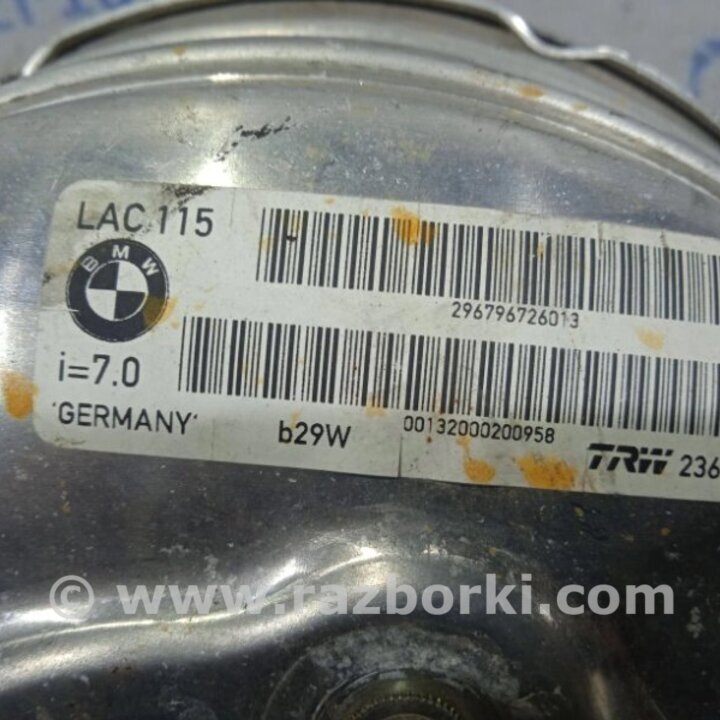 LAC 115
BMW
296796726013
i=7.0
'GERMANY'
b29W
00132000200958
TRW 236
© www.razborki.com